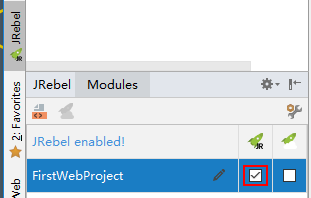 JRebel
2: Favorites
Web
JRebel Modules
JRebel enabled!
JR
FirstWebProject